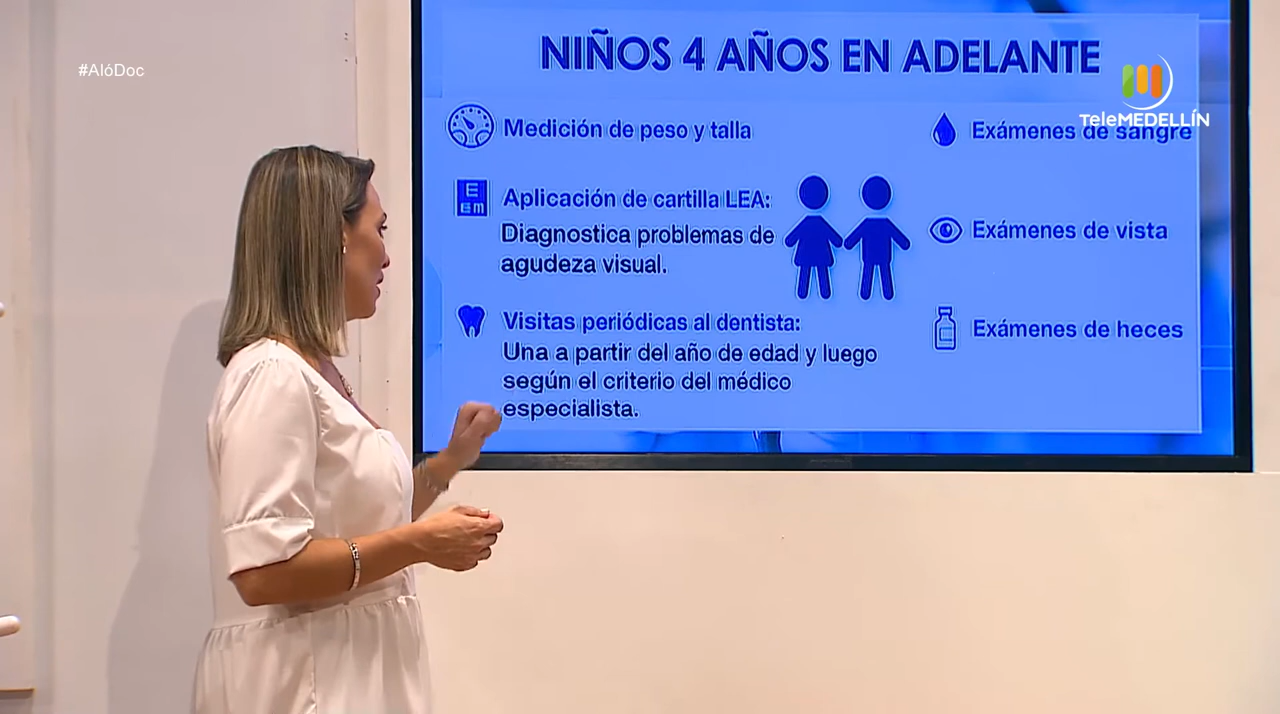 #AlóDoc
NIÑOS 4 AÑOS EN ADELANTE
TeleMEDELLÍN
Medición de peso y talla
E
Em
Aplicación de cartilla LEA:
Diagnostica problemas de
agudeza visual.
Visitas periódicas al dentista:
Una a partir del año de edad y luego
según el criterio del médico
especialista.
Exámenes de sangre
Exámenes de vista
Exámenes de heces